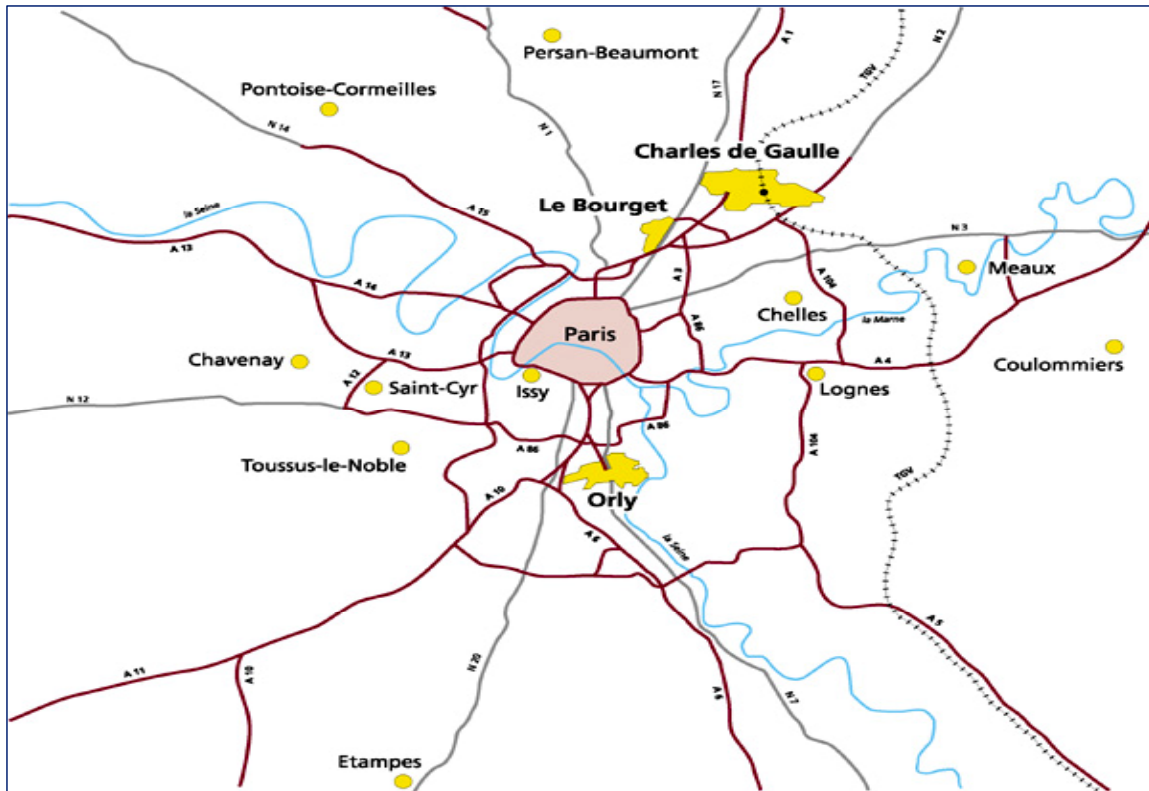 Persan-Beaumont
A 1
N 2
TGV
Pontoise-Cormeilles
N 17
N 14
N 1
Charles de Gaulle
la Seine
A 15
Le Bourget
A 13
N 3
A 14
A 3
A 104
Meaux
Chelles
la Marne
A 86
Paris
Chavenay
A 13
A 4
Coulommiers
A 12
Saint-Cyr
Issy
Lognes
N 12
A 86
A 86
A 104
Toussus-le-Noble
TGV
A 10
Orly
A 6
la Seine
A 5
A 11
A 10
N 20
A 6
N 7
Etampes